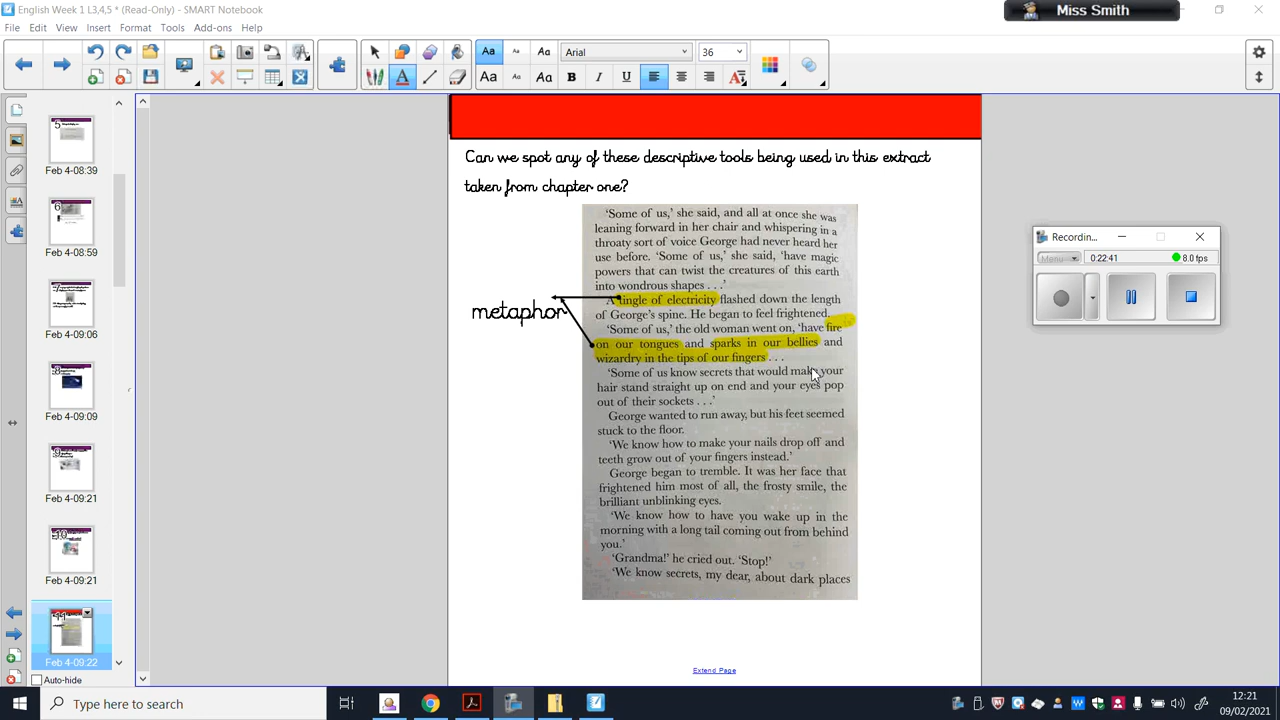 English Week 1 L3,4,5 * (Read-Only) - SMART Notebook
Miss Smith
File Edit View Insert Format Tools Add-ons Help
Aa Aa Aa Arial 36
Aa Aa Aa B I U
Can we spot any of these descriptive tools being used in this extract
taken from chapter one?
metaphor
'Some of us,' she said, and all at once she was
leaning forward in her chair and whispering in a
throaty sort of voice George had never heard her
use before. 'Some of us,' she said, 'have magic
powers that can twist the creatures of this earth
into wondrous shapes . . .'
A tingle of electricity flashed down the length
of George's spine. He began to feel frightened.
'Some of us,' the old woman went on, 'have fire
on our tongues and sparks in our bellies and
wizardry in the tips of our fingers . . .
'Some of us know secrets that would make your
hair stand straight up on end and your eyes pop
out of their sockets . . .'
George wanted to run away, but his feet seemed
stuck to the floor.
'We know how to make your nails drop off and
teeth grow out of your fingers instead.'
George began to tremble. It was her face that
frightened him most of all, the frosty smile, the
brilliant unblinking eyes.
'We know how to have you wake up in the
morning with a long tail coming out from behind
you.'
'Grandma!' he cried out. 'Stop!'
'We know secrets, my dear, about dark places
Extend Page
5
Feb 4-08:39
6
Feb 4-08:59
Feb 4-09:06
Feb 4-09:09
9
Feb 4-09:21
10
Feb 4-09:21
Feb 4-09:22
Auto-hide
Recordin...
Menu 0:22:41 8.0 fps
Type here to search
12:21
09/02/2021